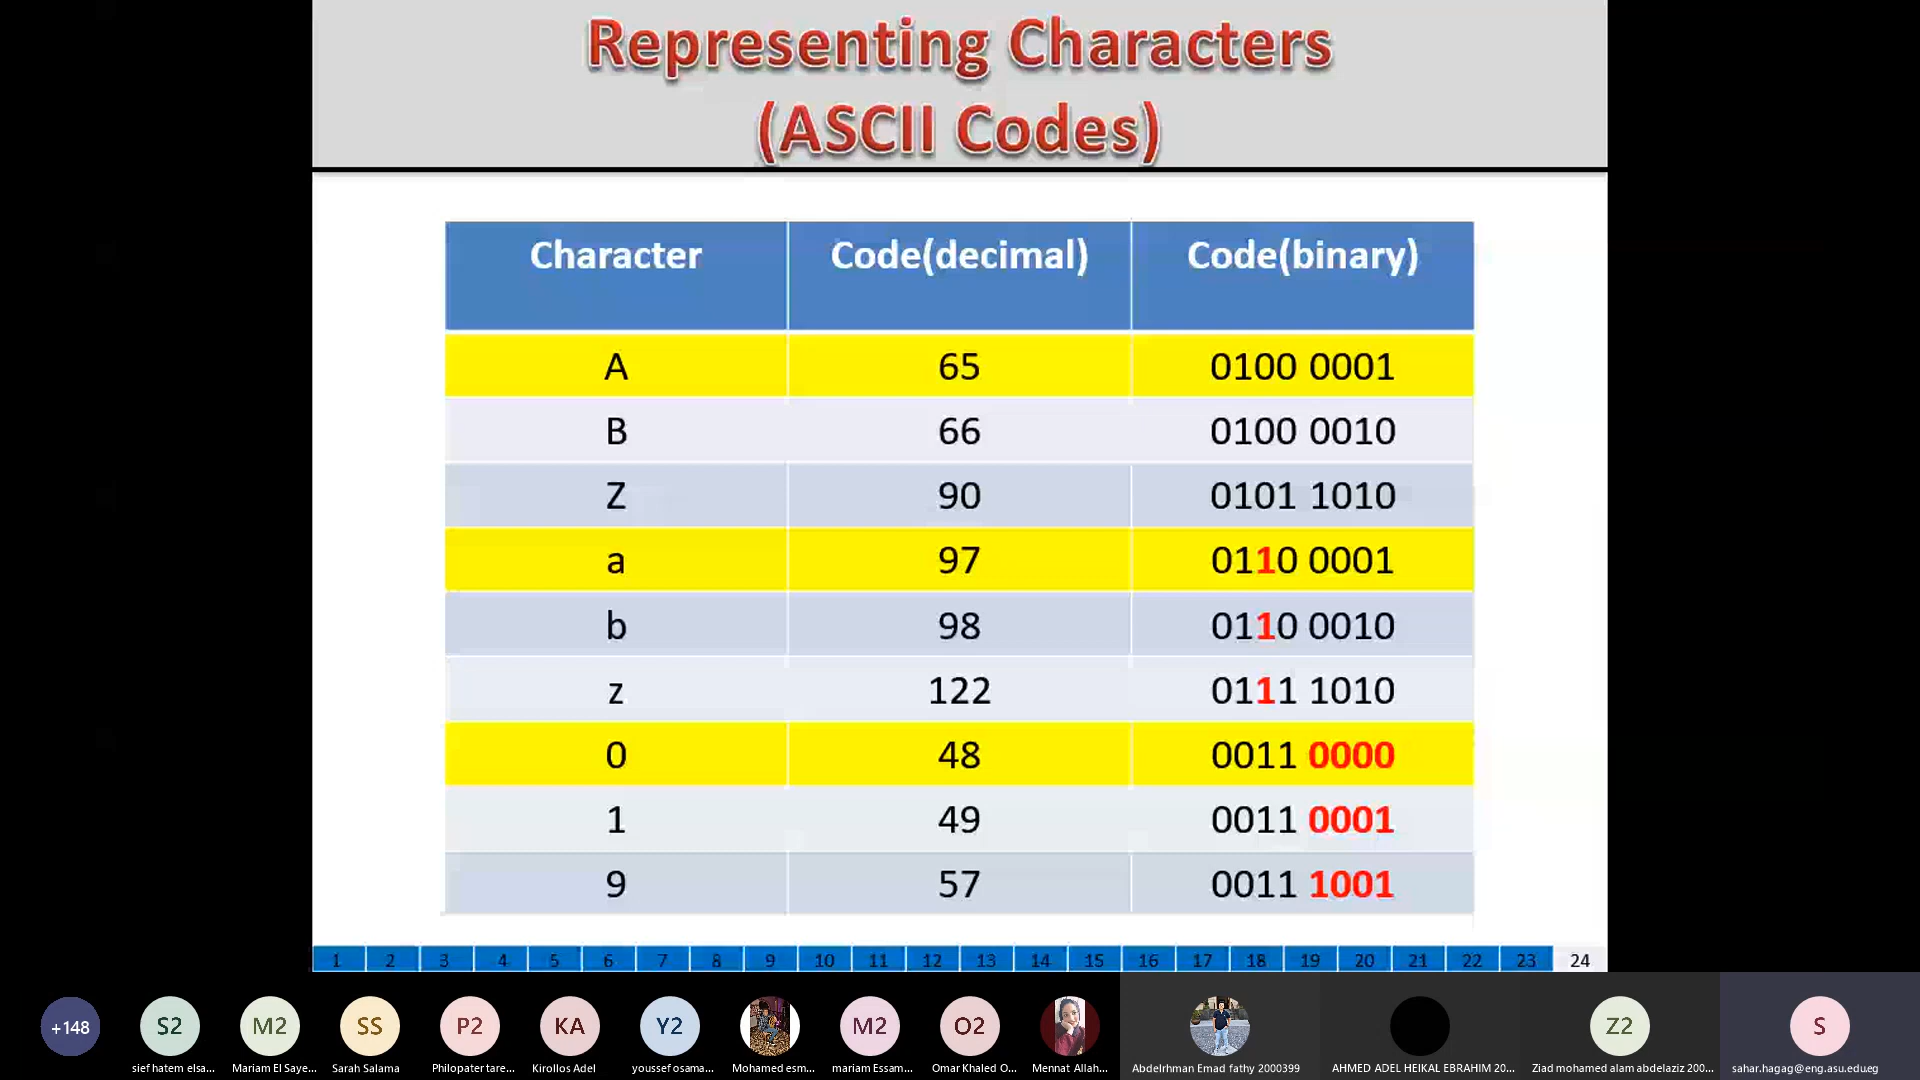 Representing Characters
(ASCII Codes)
Character Code(decimal) Code(binary)
A 65 0100 0001
B 66 0100 0010
Z 90 0101 1010
a 97 0110 0001
b 98 0110 0010
z 122 0111 1010
0 48 0011 0000
1 49 0011 0001
9 57 0011 1001
1 2 3 4 5 6 7 8 9 10 11 12 13 14 15 16 17 18 19 20 21 22 23 24
+148 S2 M2 SS P2 KA Y2 M2 O2 Z2 S
sief hatem elsa... Mariam El Saye... Sarah Salama Philopater tare... Kirollos Adel youssef osama... Mohamed esm... mariam Essam... Omar Khaled O... Mennat Allah... Abdelrhman Emad fathy 2000399 AHMED ADEL HEIKAL EBRAHIM 20... Ziad mohamed alam abdelaziz 200... sahar.hagag@eng.asu.edu.eg